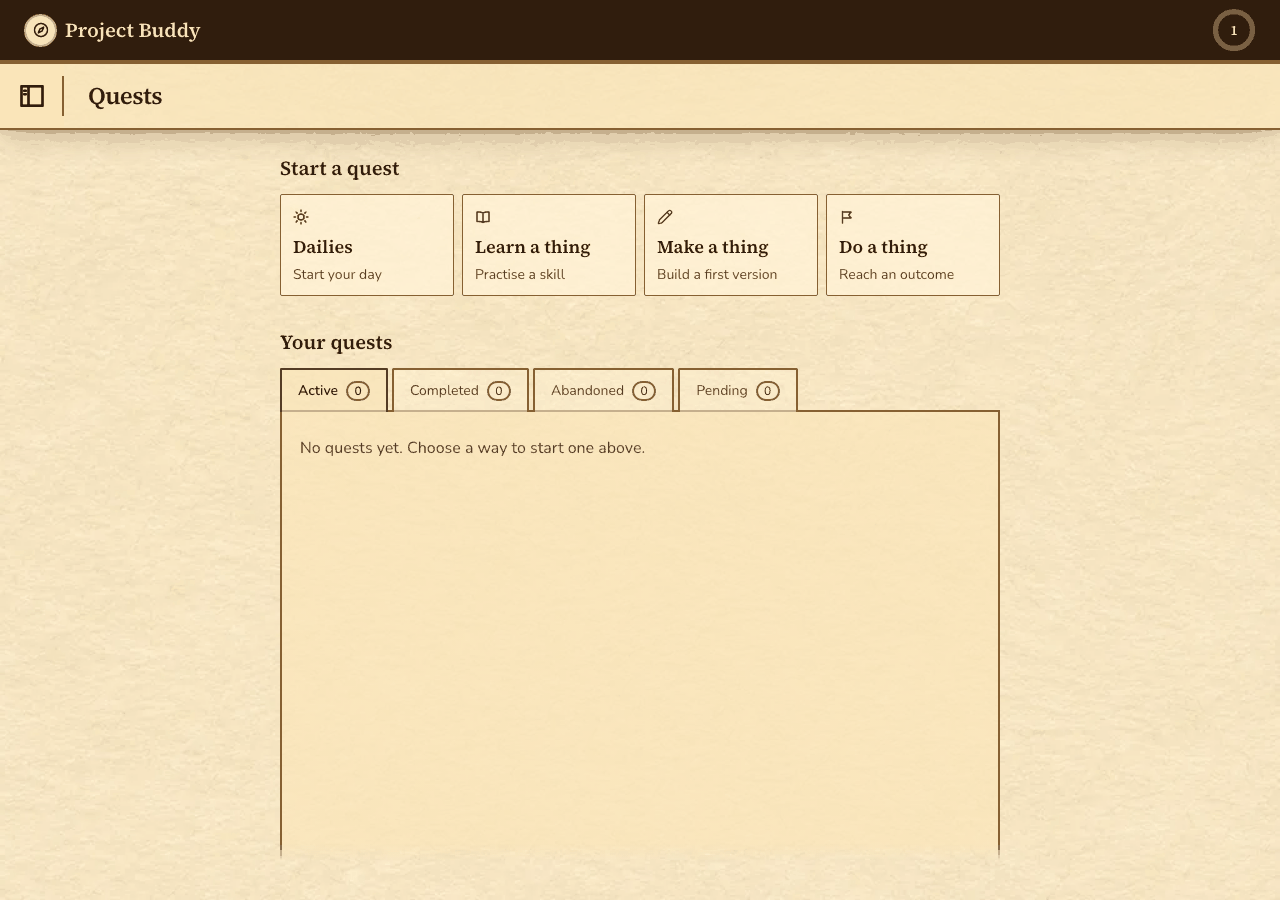 Project Buddy
1
Quests
Start a quest
Dailies
Start your day
Learn a thing
Practise a skill
Make a thing
Build a first version
Do a thing
Reach an outcome
Your quests
Active 0
Completed 0
Abandoned 0
Pending 0
No quests yet. Choose a way to start one above.